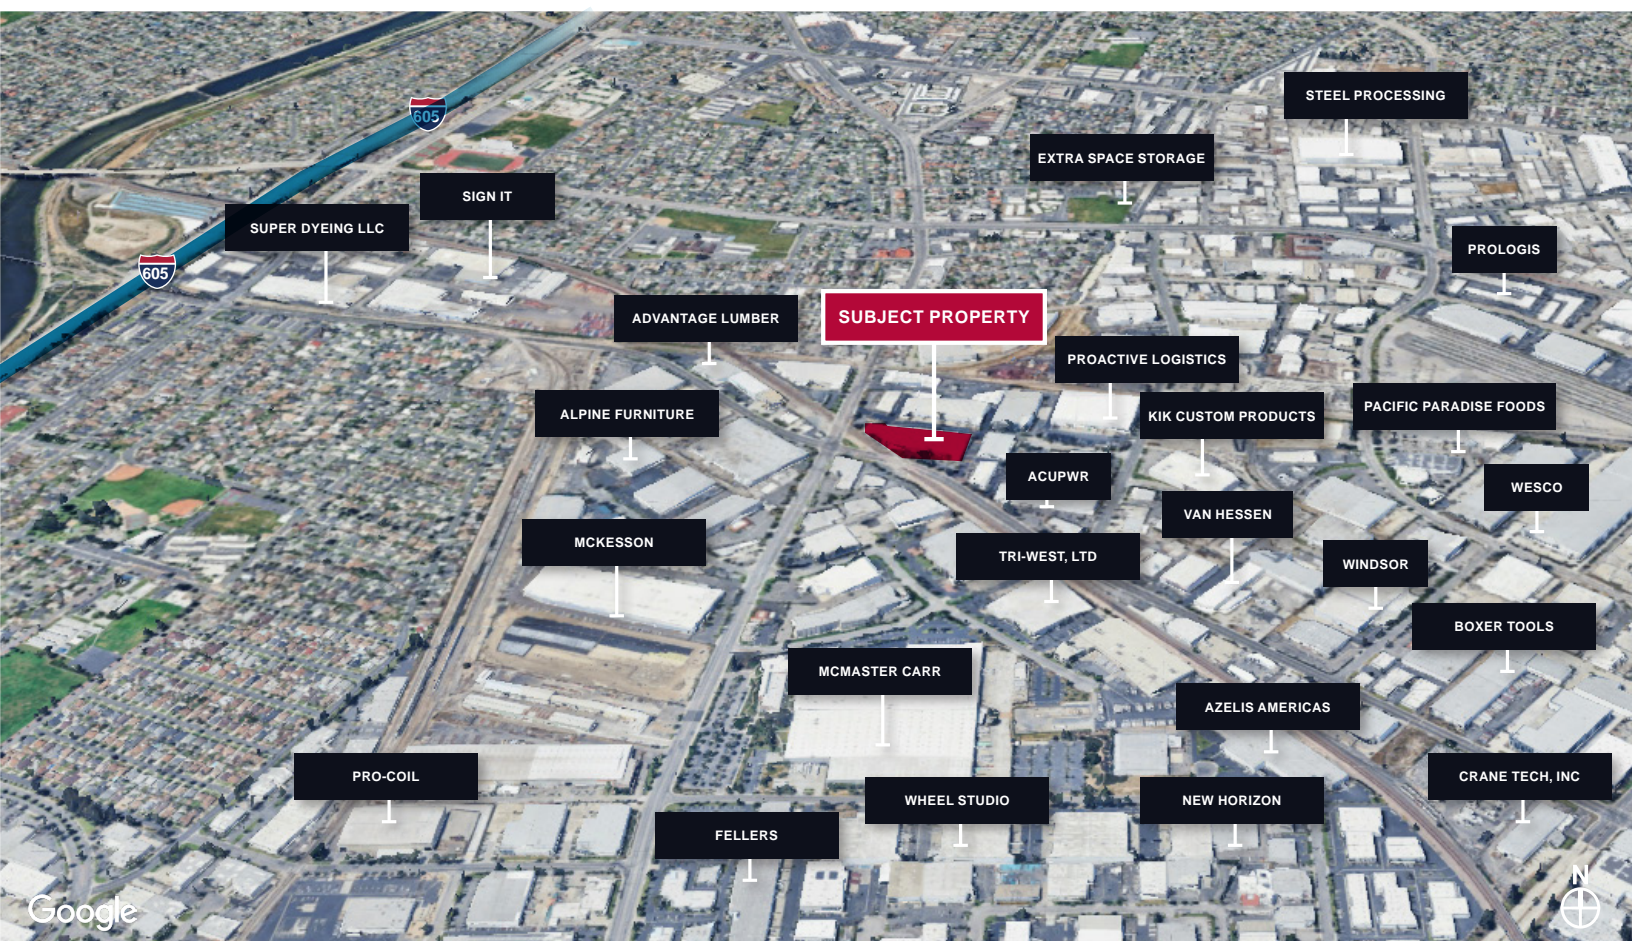 STEEL PROCESSING
605
EXTRA SPACE STORAGE
SIGN IT
SUPER DYEING LLC
PROLOGIS
605
ADVANTAGE LUMBER
SUBJECT PROPERTY
PROACTIVE LOGISTICS
ALPINE FURNITURE
KIK CUSTOM PRODUCTS
PACIFIC PARADISE FOODS
ACUPWR
WESCO
VAN HESSEN
MCKESSON
TRI-WEST, LTD
WINDSOR
BOXER TOOLS
MCMASTER CARR
AZELIS AMERICAS
PRO-COIL
CRANE TECH, INC
WHEEL STUDIO
NEW HORIZON
FELLERS
N
Google